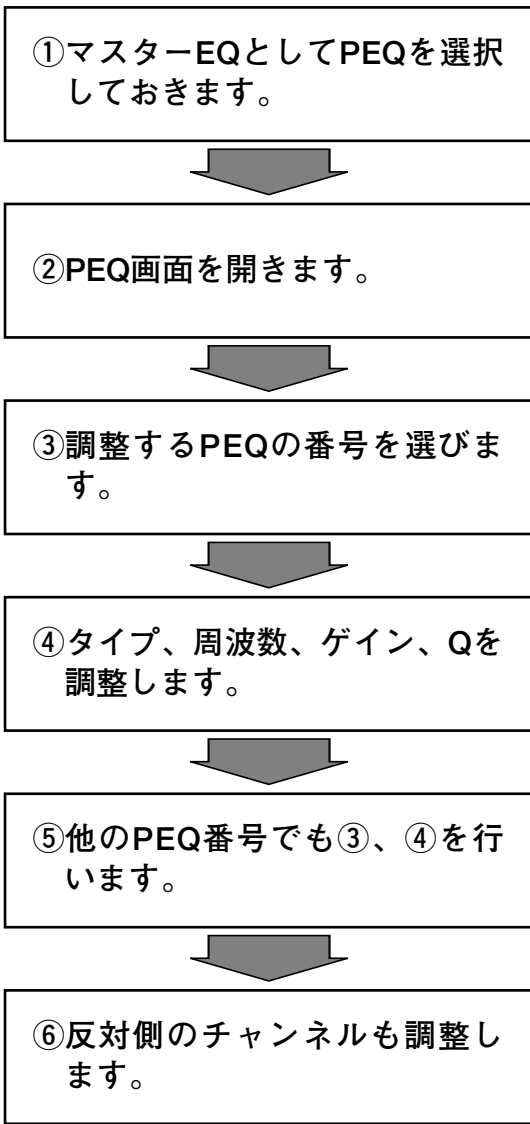 ①マスターEQとしてPEQを選択
しておきます。
②PEQ画面を開きます。
③調整するPEQの番号を選びま
す。
④タイプ、周波数、ゲイン、Qを
調整します。
⑤他のPEQ番号でも③、④を行
います。
⑥反対側のチャンネルも調整し
ます。